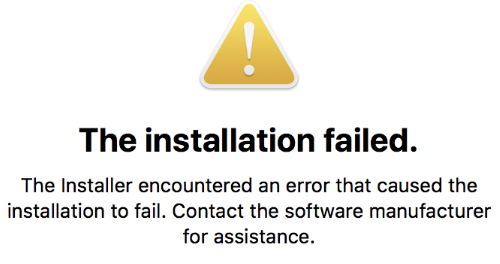 The installation failed.
The Installer encountered an error that caused the
installation to fail. Contact the software manufacturer
for assistance.